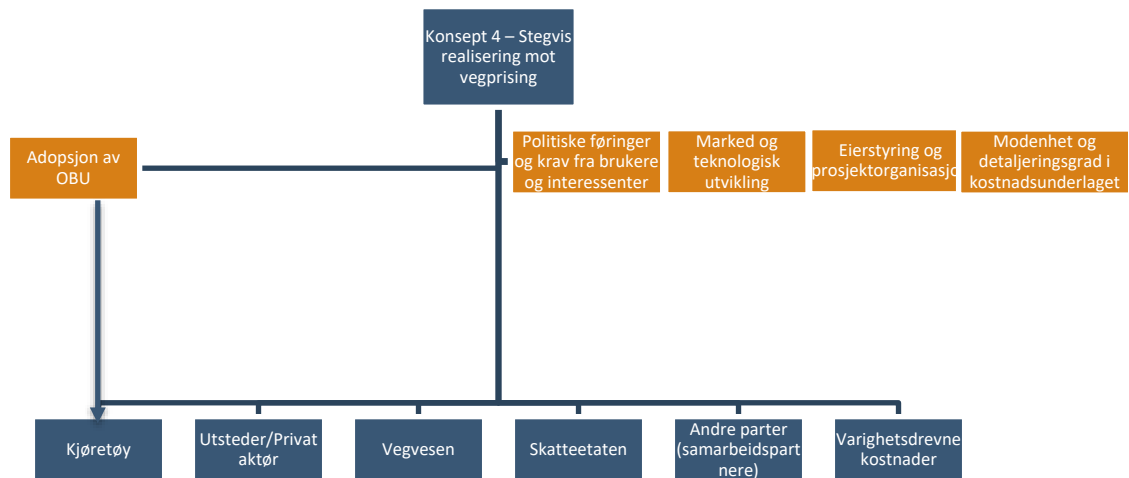 Konsept 4 – Stegvis
realisering mot
vegprising
Adopsjon av
OBU
Politiske føringer
og krav fra brukere
og interessenter
Marked og
teknologisk
utvikling
Eierstyring og
prosjektorganisasjo
Modenhet og
detaljeringsgrad i
kostnadsunderlaget
Kjøretøy
Utsteder/Privat
aktør
Vegvesen
Skatteetaten
Andre parter
(samarbeidspart
nere)
Varighetsdrevne
kostnader